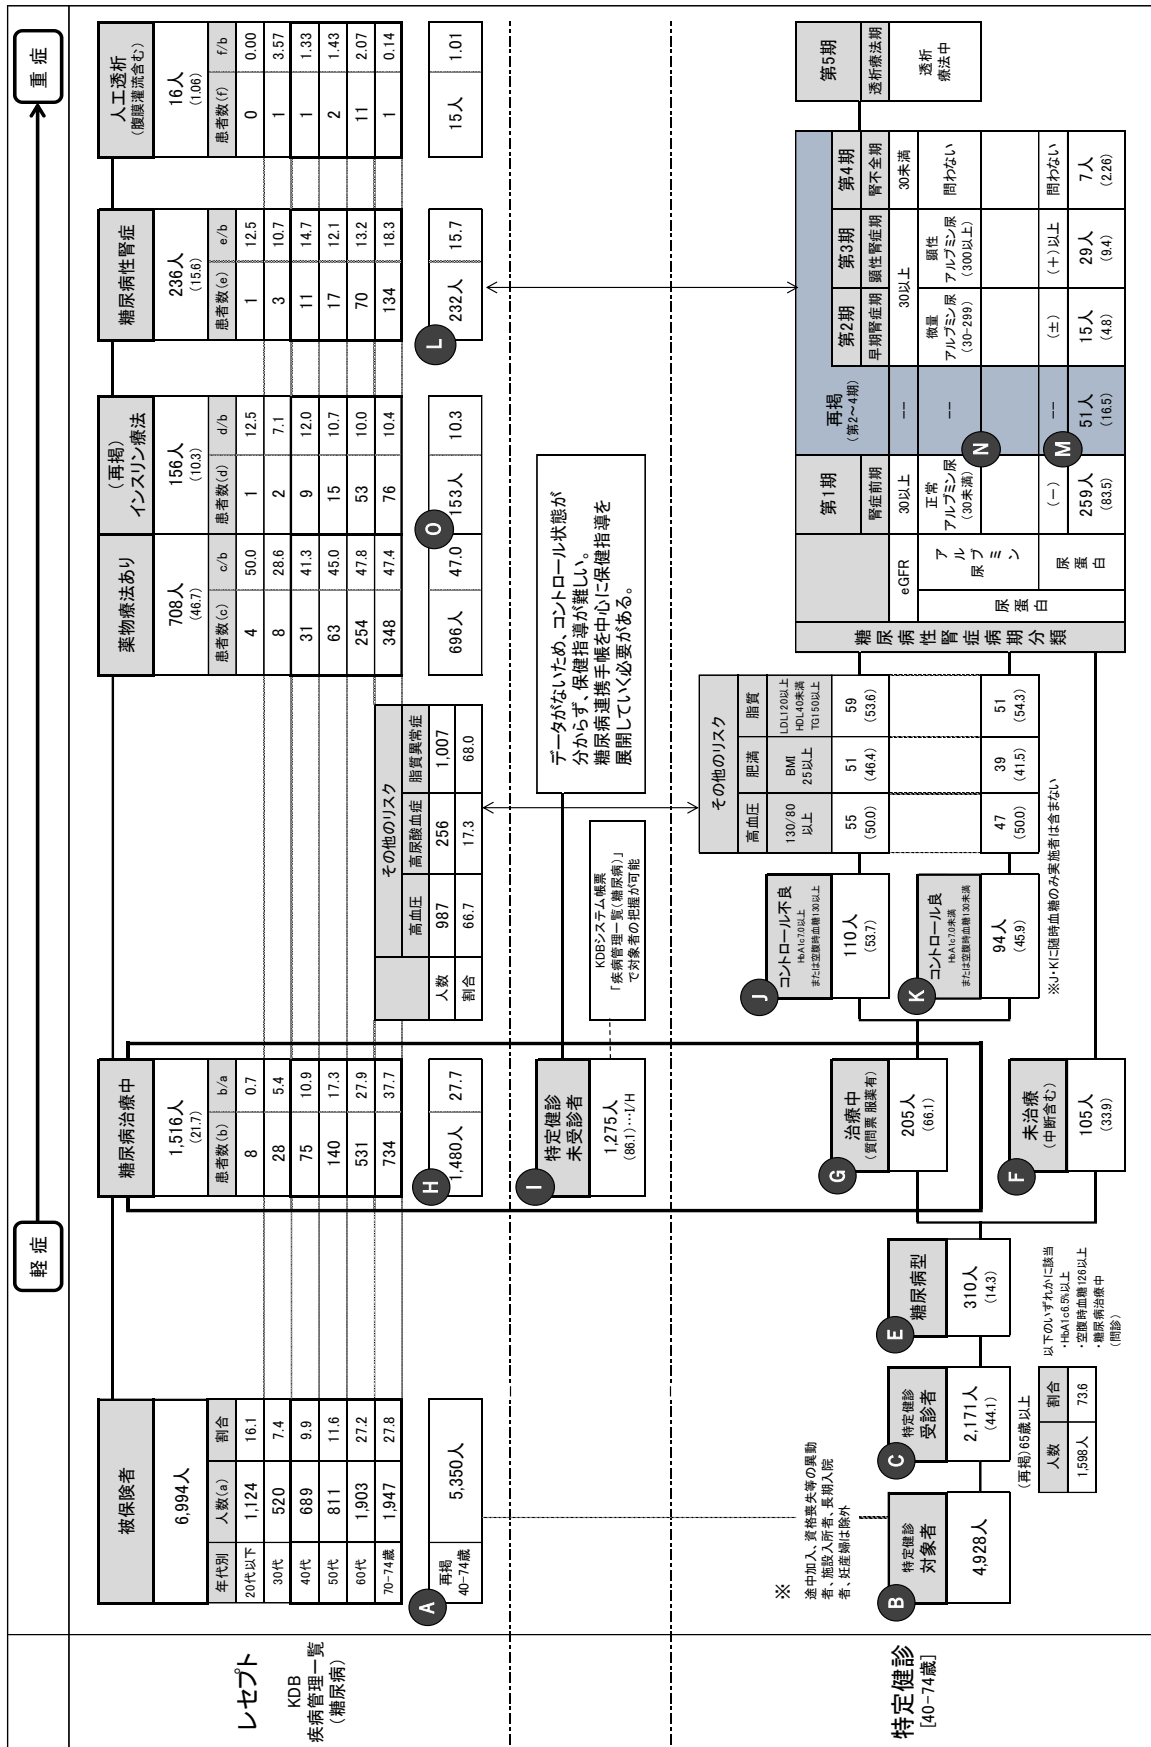 軽症
重症
レセプト
KDB
疾病管理一覧
(糖尿病)
被保険者
6,994人
年代別 人数(a) 割合
20代以下 1,124 16.1
30代 520 7.4
40代 689 9.9
50代 811 11.6
60代 1,903 27.2
70-74歳 1,947 27.8
A
再掲
40-74歳
5,350人
糖尿病治療中
1,516人
(21.7)
患者数(b) b/a
8 0.7
28 5.4
75 10.9
140 17.3
531 27.9
734 37.7
H
1,480人 27.7
その他のリスク
高血圧 高尿酸血症 脂質異常症
人数 987 256 1,007
割合 66.7 17.3 68.0
薬物療法あり
708人
(46.7)
患者数(c) c/b
4 50.0
8 28.6
31 41.3
63 45.0
254 47.8
348 47.4
696人 47.0
(再掲)
インスリン療法
156人
(10.3)
患者数(d) d/b
1 12.5
2 7.1
9 12.0
15 10.7
53 10.0
76 10.4
O
153人 10.3
糖尿病性腎症
236人
(15.6)
患者数(e) e/b
1 12.5
3 10.7
11 14.7
17 12.1
70 13.2
134 18.3
L
232人 15.7
人工透析
(腹膜灌流含む)
16人
(1.06)
患者数(f) f/b
0 0.00
1 3.57
1 1.33
2 1.43
11 2.07
1 0.14
15人 1.01
I
特定健診
未受診者
1,275人
(86.1)…I/H
KDBシステム帳票
「疾病管理一覧(糖尿病)」
で対象者の把握が可能
データがないため、コントロール状態が
分からず、保健指導が難しい。
糖尿病連携手帳を中心に保健指導を
展開していく必要がある。
特定健診
[40-74歳]
※
途中加入、資格喪失等の異動
者、施設入所者、長期入院
者、妊産婦は除外
B
特定健診
対象者
4,928人
C
特定健診
受診者
2,171人
(44.1)
(再掲)65歳以上
人数 割合
1,598人 73.6
E
糖尿病型
310人
(14.3)
以下のいずれかに該当
・HbA1c6.5%以上
・空腹時血糖126以上
・糖尿病治療中
(問診)
G
治療中
(質問票 服薬有)
205人
(66.1)
F
未治療
(中断含む)
105人
(33.9)
J
コントロール不良
HbA1c7.0以上
または空腹時血糖130以上
110人
(53.7)
K
コントロール良
HbA1c7.0未満
または空腹時血糖130未満
94人
(45.9)
※J・Kに随時血糖のみ実施者は含まない
その他のリスク
高血圧 肥満 脂質
130/80
以上
BMI
25以上
LDL120以上
HDL40未満
TG150以上
55
(50.0)
51
(46.4)
59
(53.6)
47
(50.0)
39
(41.5)
51
(54.3)
糖尿病性腎症病期分類
第1期
再掲
(第2~4期)
第2期 第3期 第4期
第5期
腎症前期 早期腎症期 顕性腎症期 腎不全期 透析療法期
eGFR 30以上 -- 30以上 30未満
透析
療法中
尿蛋白
尿アルブミン
正常
アルブミン尿
(30未満)
--
微量
アルブミン尿
(30-299)
顕性
アルブミン尿
(300以上)
問わない
N
尿蛋白 (-) -- (±) (+)以上 問わない
M
259人
(83.5)
51人
(16.5)
15人
(4.8)
29人
(9.4)
7人
(2.26)